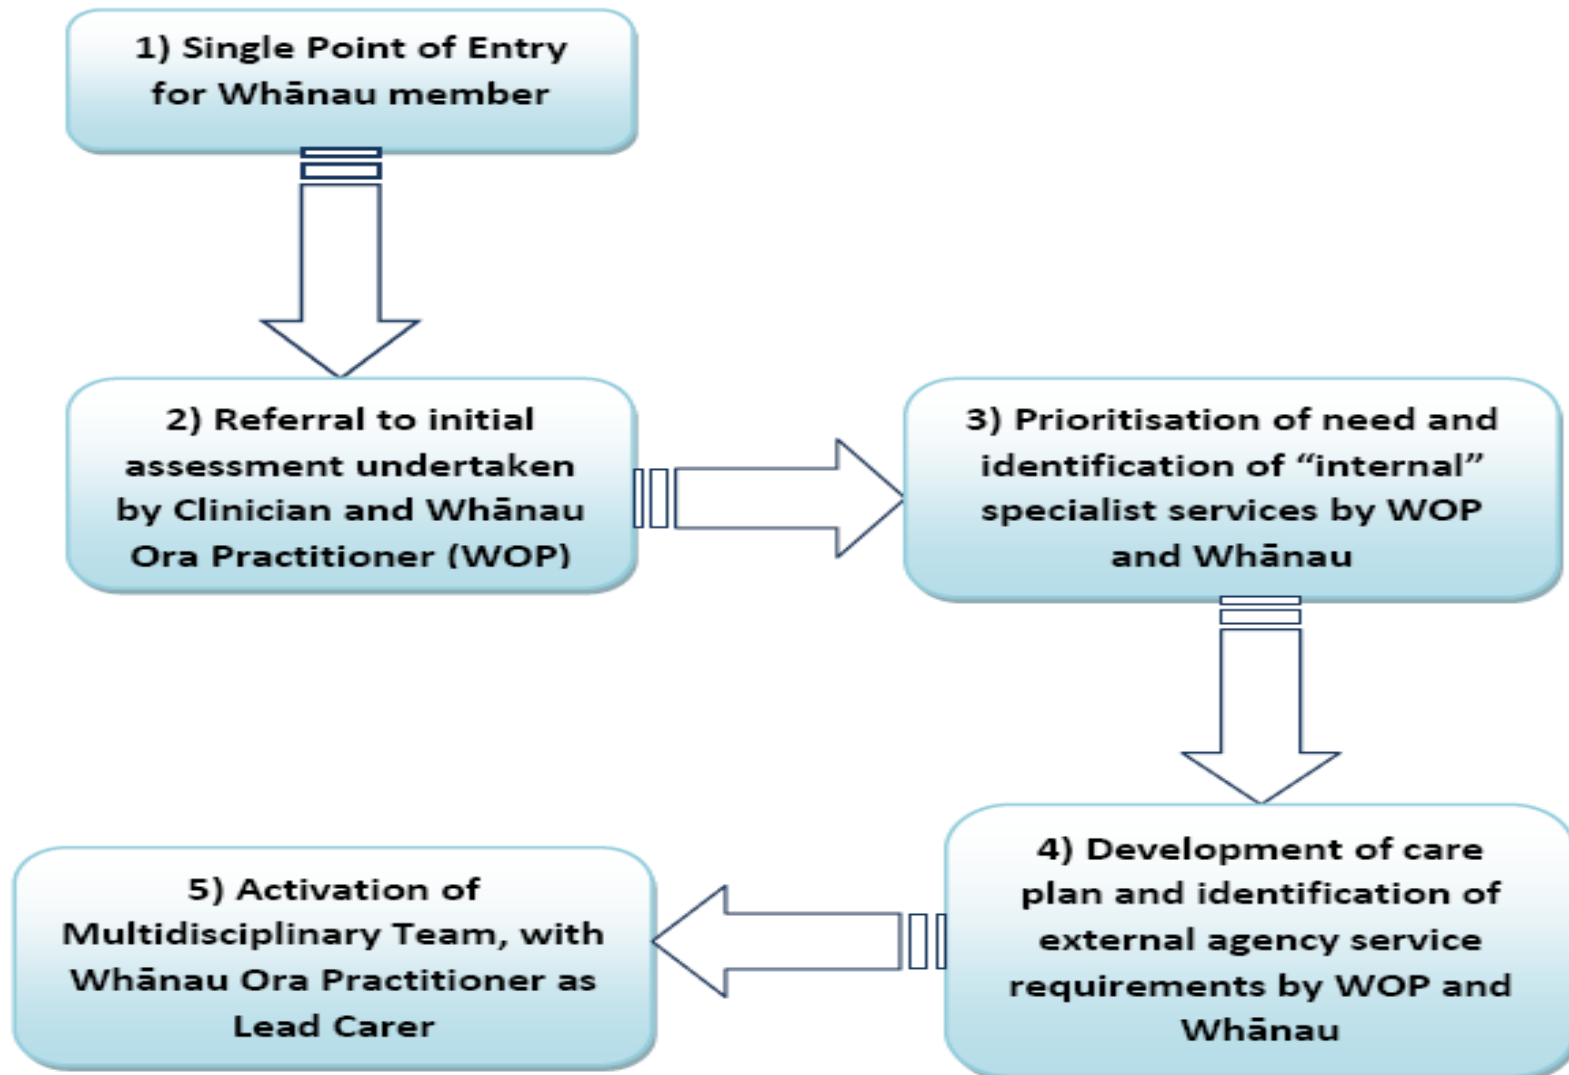 1) Single Point of Entry
for Whānau member
2) Referral to initial
assessment undertaken
by Clinician and Whānau
Ora Practitioner (WOP)
3) Prioritisation of need and
identification of “internal”
specialist services by WOP
and Whānau
4) Development of care
plan and identification of
external agency service
requirements by WOP and
Whānau
5) Activation of
Multidisciplinary Team, with
Whānau Ora Practitioner as
Lead Carer